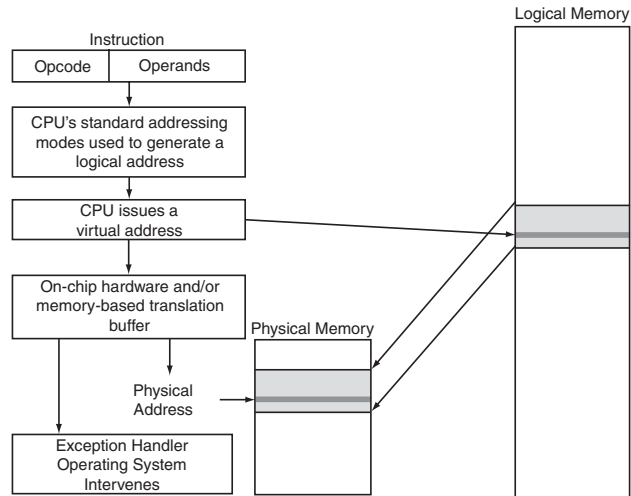 Logical Memory
Instruction
Opcode Operands
CPU's standard addressing
modes used to generate a
logical address
CPU issues a
virtual address
On-chip hardware and/or
memory-based translation
buffer
Physical Memory
Physical
Address
Exception Handler
Operating System
Intervenes